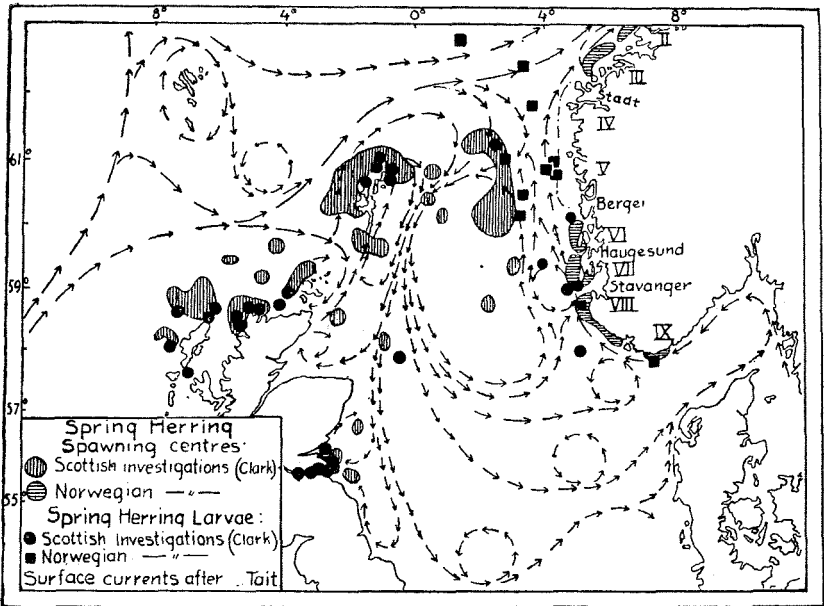 8° 4° 0° 4° 8°
II
III
Stadt
IV
61°
V
Bergen
VI
Haugesund
59°
VII
Stavanger
VIII
IX
57°
55°
Spring Herring
Spawning centres:
Scottish investigations (Clark)
Norwegian —〃—
Spring Herring Larvae:
Scottish Investigations (Clark)
Norwegian —〃—
Surface currents after Tait